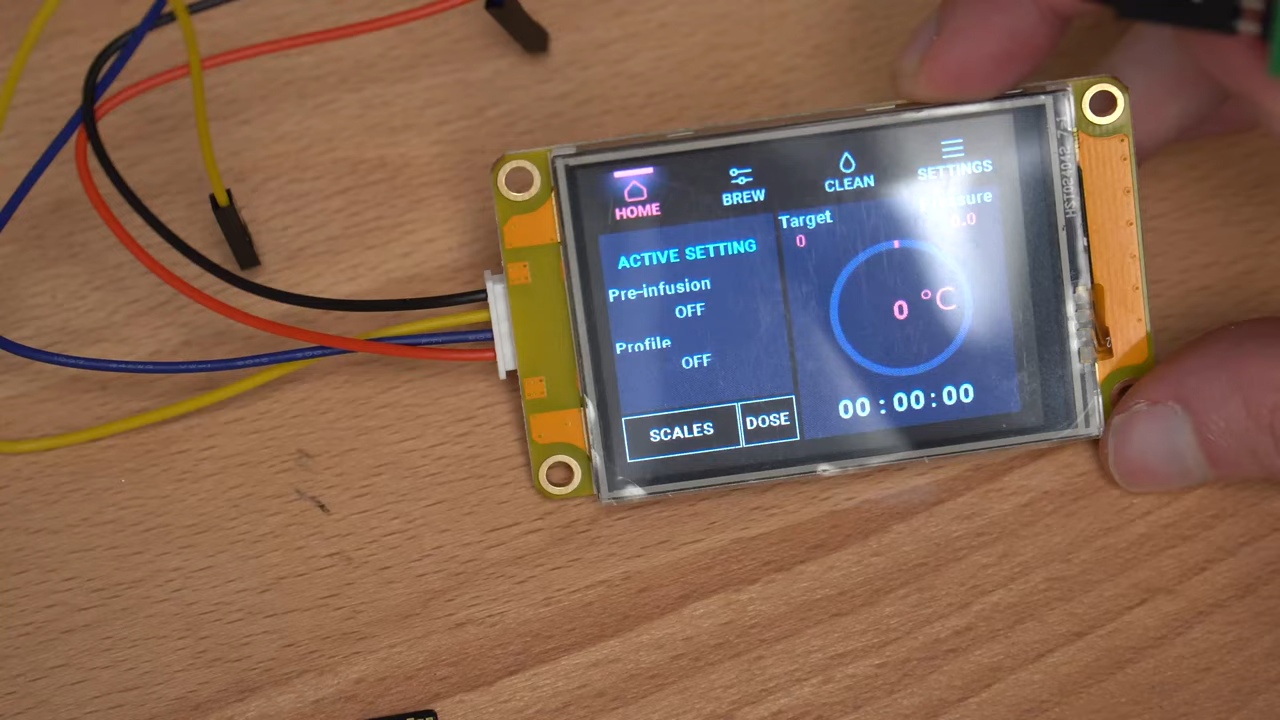 HOME
BREW
CLEAN
SETTINGS
ACTIVE SETTING
Pre-infusion
OFF
Profile
OFF
SCALES
DOSE
Target
0
0 °C
00:00:00